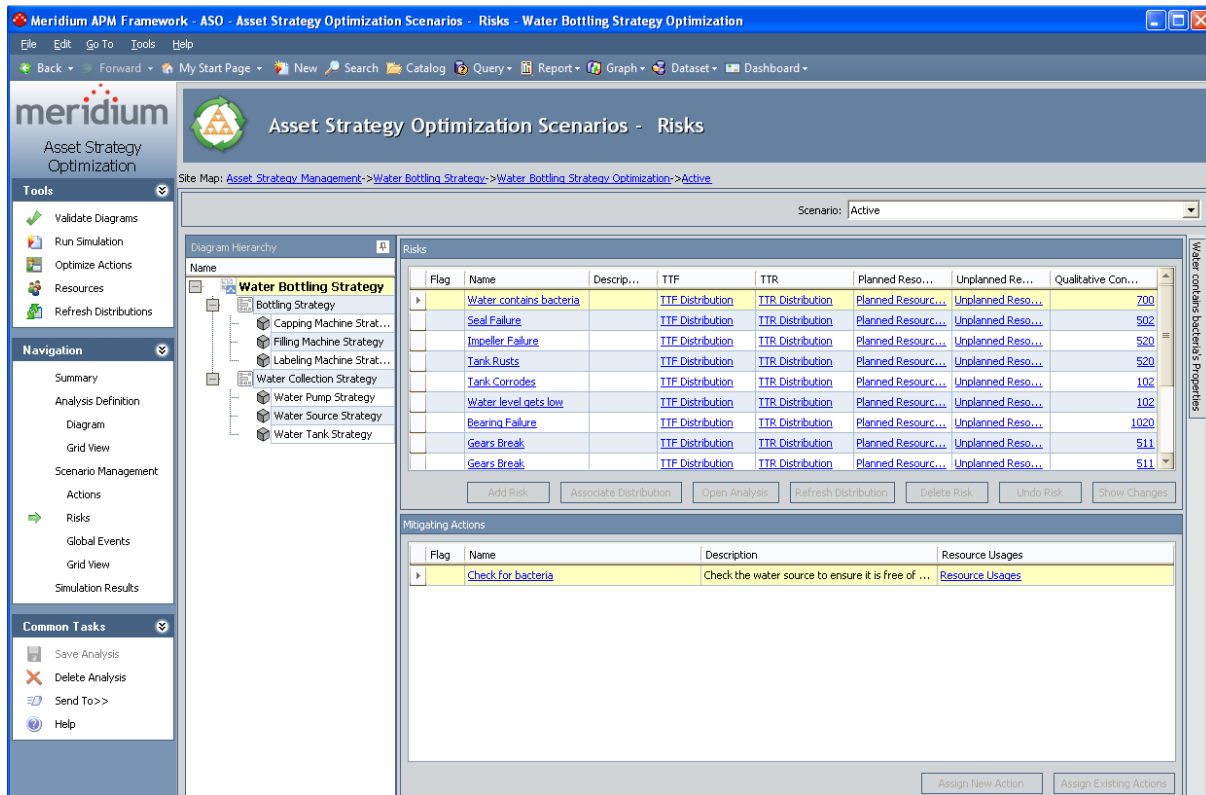 Meridium APM Framework - ASO - Asset Strategy Optimization Scenarios - Risks - Water Bottling Strategy Optimization
File Edit Go To Tools Help
Back Forward My Start Page New Search Catalog Query Report Graph Dataset Dashboard
meridium
Asset Strategy
Optimization
Tools
Validate Diagrams
Run Simulation
Optimize Actions
Resources
Refresh Distributions
Navigation
Summary
Analysis Definition
Diagram
Grid View
Scenario Management
Actions
Risks
Global Events
Grid View
Simulation Results
Common Tasks
Save Analysis
Delete Analysis
Send To>>
Help
Asset Strategy Optimization Scenarios - Risks
Site Map: Asset Strategy Management->Water Bottling Strategy->Water Bottling Strategy Optimization->Active
Scenario: Active
Diagram Hierarchy
Name
Water Bottling Strategy
Bottling Strategy
Capping Machine Strat...
Filling Machine Strategy
Labeling Machine Strat...
Water Collection Strategy
Water Pump Strategy
Water Source Strategy
Water Tank Strategy
Risks
Flag Name Descrip... TTF TTR Planned Reso... Unplanned Re... Qualitative Con...
Water contains bacteria TTF Distribution TTR Distribution Planned Resourc... Unplanned Reso... 700
Seal Failure TTF Distribution TTR Distribution Planned Resourc... Unplanned Reso... 502
Impeller Failure TTF Distribution TTR Distribution Planned Resourc... Unplanned Reso... 520
Tank Rusts TTF Distribution TTR Distribution Planned Resourc... Unplanned Reso... 520
Tank Corrodes TTF Distribution TTR Distribution Planned Resourc... Unplanned Reso... 102
Water level gets low TTF Distribution TTR Distribution Planned Resourc... Unplanned Reso... 102
Bearing Failure TTF Distribution TTR Distribution Planned Resourc... Unplanned Reso... 1020
Gears Break TTF Distribution TTR Distribution Planned Resourc... Unplanned Reso... 511
Gears Break TTF Distribution TTR Distribution Planned Resourc... Unplanned Reso... 511
Add Risk Associate Distribution Open Analysis Refresh Distribution Delete Risk Undo Risk Show Changes
Mitigating Actions
Flag Name Description Resource Usages
Check for bacteria Check the water source to ensure it is free of ... Resource Usages
Assign New Action Assign Existing Actions
Water contains bacteria's Properties